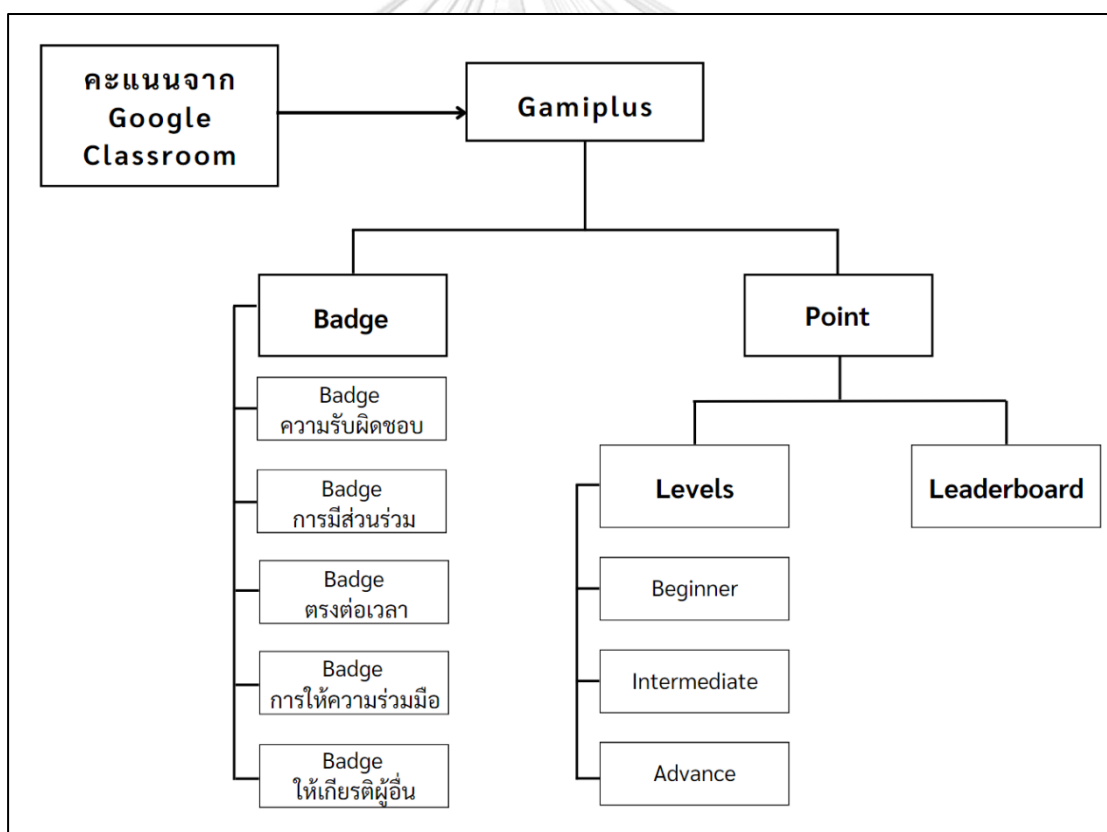 คะแนนจาก
Google
Classroom
Gamiplus
Badge
Point
Badge
ความรับผิดชอบ
Badge
การมีส่วนร่วม
Badge
ตรงต่อเวลา
Badge
การให้ความร่วมมือ
Badge
ให้เกียรติผู้อื่น
Levels
Leaderboard
Beginner
Intermediate
Advance